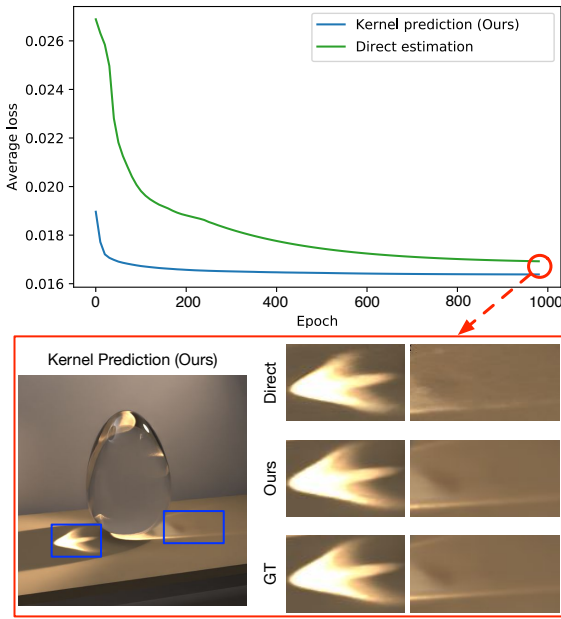 Kernel prediction (Ours)
Direct estimation
Average loss
0.026
0.024
0.022
0.020
0.018
0.016
0
200
400
600
800
1000
Epoch
Kernel Prediction (Ours)
Direct
Ours
GT